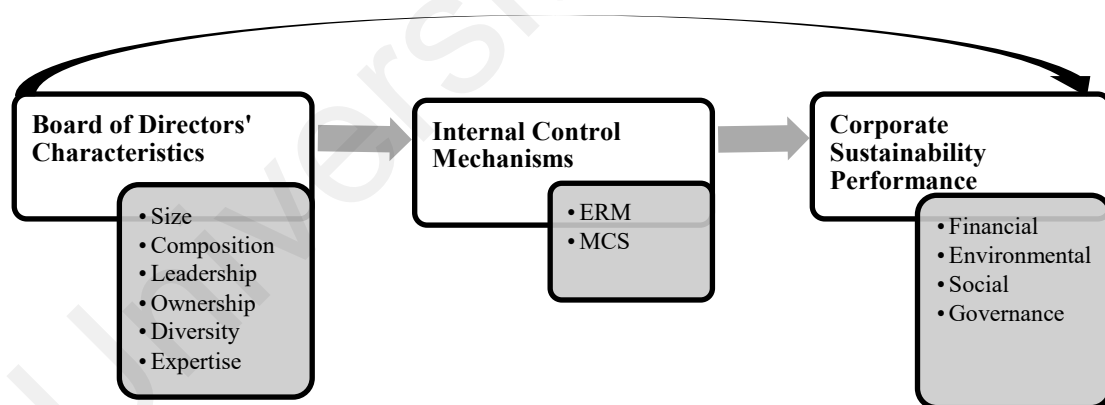 Board of Directors'
Characteristics
• Size
• Composition
• Leadership
• Ownership
• Diversity
• Expertise
Internal Control
Mechanisms
• ERM
• MCS
Corporate
Sustainability
Performance
• Financial
• Environmental
• Social
• Governance